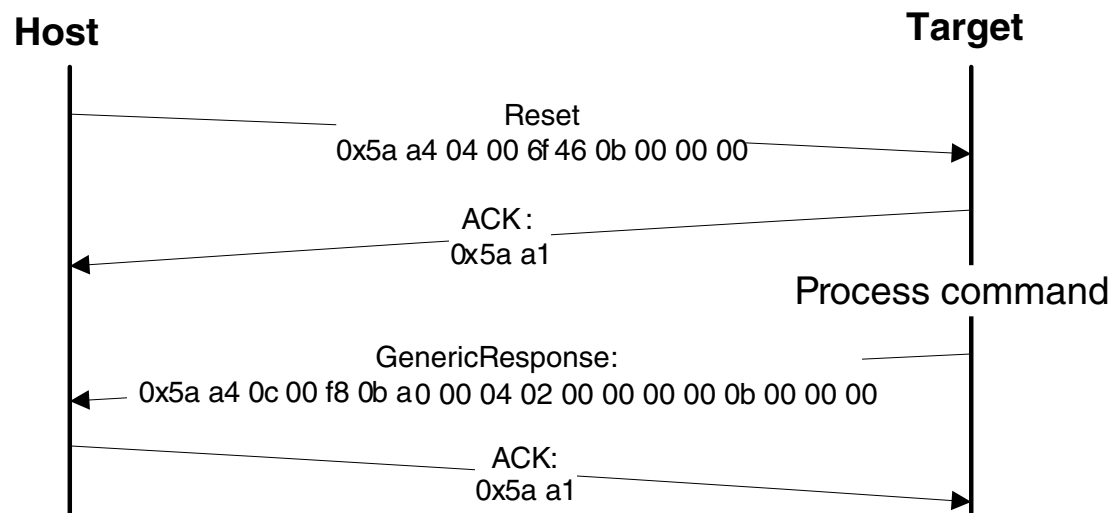 Host
Target
Reset
0x5a a4 04 00 6f 46 0b 00 00 00
ACK:
0x5a a1
Process command
GenericResponse:
0x5a a4 0c 00 f8 0b a0 00 04 02 00 00 00 00 0b 00 00 00
ACK:
0x5a a1